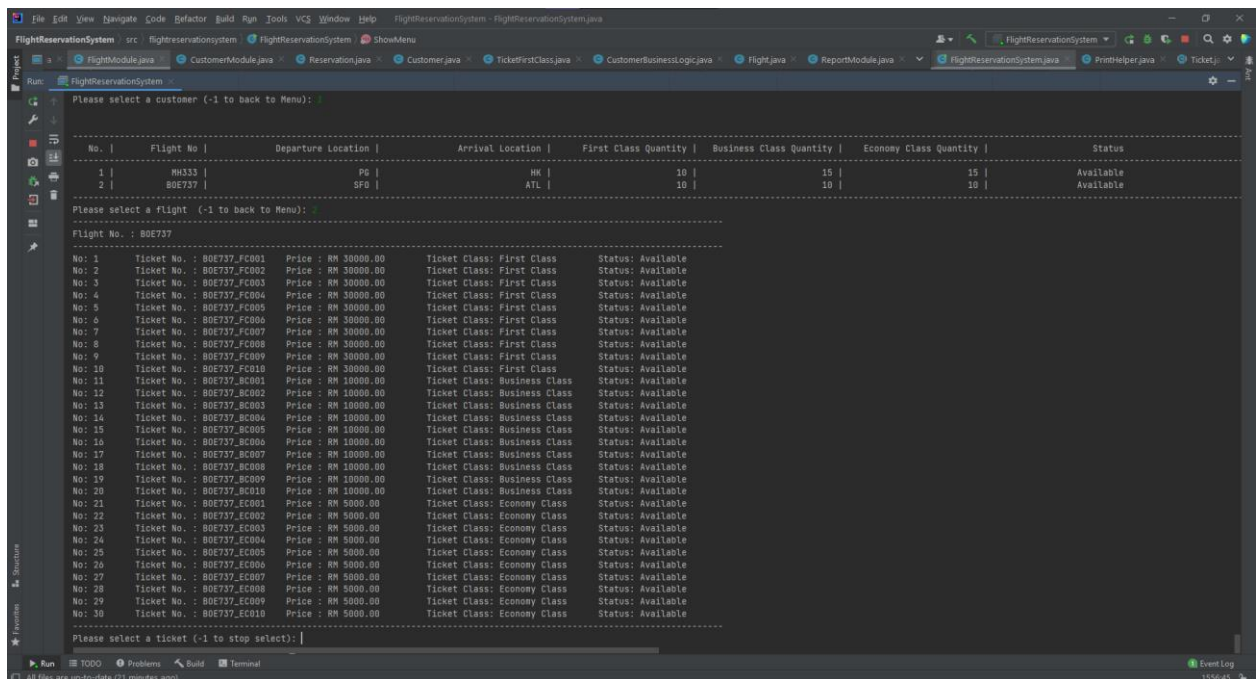 File Edit View Navigate Code Refactor Build Run Tools VCS Window Help FlightReservationSystem - FlightReservationSystem.java
FlightReservationSystem src flightreservationsystem FlightReservationSystem ShowMenu FlightReservationSystem
FlightModule.java CustomerModule.java Reservation.java Customer.java TicketFirstClass.java CustomerBusinessLogic.java Flight.java ReportModule.java FlightReservationSystem.java PrintHelper.java
Project
Ant
Run: FlightReservationSystem
Please select a customer (-1 to back to Menu): 1
No. | Flight No | Departure Location | Arrival Location | First Class Quantity | Business Class Quantity | Economy Class Quantity | Status
1 | MH333 | PG | HK | 10 | 15 | 15 | Available
2 | BOE737 | SFO | ATL | 10 | 10 | 10 | Available
Please select a flight (-1 to back to Menu): 2
Flight No. : BOE737
No: 1 Ticket No. : BOE737_FC001 Price : RM 30000.00 Ticket Class: First Class Status: Available
No: 2 Ticket No. : BOE737_FC002 Price : RM 30000.00 Ticket Class: First Class Status: Available
No: 3 Ticket No. : BOE737_FC003 Price : RM 30000.00 Ticket Class: First Class Status: Available
No: 4 Ticket No. : BOE737_FC004 Price : RM 30000.00 Ticket Class: First Class Status: Available
No: 5 Ticket No. : BOE737_FC005 Price : RM 30000.00 Ticket Class: First Class Status: Available
No: 6 Ticket No. : BOE737_FC006 Price : RM 30000.00 Ticket Class: First Class Status: Available
No: 7 Ticket No. : BOE737_FC007 Price : RM 30000.00 Ticket Class: First Class Status: Available
No: 8 Ticket No. : BOE737_FC008 Price : RM 30000.00 Ticket Class: First Class Status: Available
No: 9 Ticket No. : BOE737_FC009 Price : RM 30000.00 Ticket Class: First Class Status: Available
No: 10 Ticket No. : BOE737_FC010 Price : RM 30000.00 Ticket Class: First Class Status: Available
No: 11 Ticket No. : BOE737_BC001 Price : RM 10000.00 Ticket Class: Business Class Status: Available
No: 12 Ticket No. : BOE737_BC002 Price : RM 10000.00 Ticket Class: Business Class Status: Available
No: 13 Ticket No. : BOE737_BC003 Price : RM 10000.00 Ticket Class: Business Class Status: Available
No: 14 Ticket No. : BOE737_BC004 Price : RM 10000.00 Ticket Class: Business Class Status: Available
No: 15 Ticket No. : BOE737_BC005 Price : RM 10000.00 Ticket Class: Business Class Status: Available
No: 16 Ticket No. : BOE737_BC006 Price : RM 10000.00 Ticket Class: Business Class Status: Available
No: 17 Ticket No. : BOE737_BC007 Price : RM 10000.00 Ticket Class: Business Class Status: Available
No: 18 Ticket No. : BOE737_BC008 Price : RM 10000.00 Ticket Class: Business Class Status: Available
No: 19 Ticket No. : BOE737_BC009 Price : RM 10000.00 Ticket Class: Business Class Status: Available
No: 20 Ticket No. : BOE737_BC010 Price : RM 10000.00 Ticket Class: Business Class Status: Available
No: 21 Ticket No. : BOE737_EC001 Price : RM 5000.00 Ticket Class: Economy Class Status: Available
No: 22 Ticket No. : BOE737_EC002 Price : RM 5000.00 Ticket Class: Economy Class Status: Available
No: 23 Ticket No. : BOE737_EC003 Price : RM 5000.00 Ticket Class: Economy Class Status: Available
No: 24 Ticket No. : BOE737_EC004 Price : RM 5000.00 Ticket Class: Economy Class Status: Available
No: 25 Ticket No. : BOE737_EC005 Price : RM 5000.00 Ticket Class: Economy Class Status: Available
No: 26 Ticket No. : BOE737_EC006 Price : RM 5000.00 Ticket Class: Economy Class Status: Available
No: 27 Ticket No. : BOE737_EC007 Price : RM 5000.00 Ticket Class: Economy Class Status: Available
No: 28 Ticket No. : BOE737_EC008 Price : RM 5000.00 Ticket Class: Economy Class Status: Available
No: 29 Ticket No. : BOE737_EC009 Price : RM 5000.00 Ticket Class: Economy Class Status: Available
No: 30 Ticket No. : BOE737_EC010 Price : RM 5000.00 Ticket Class: Economy Class Status: Available
Please select a ticket (-1 to stop select):
Structure
Favorites
Run TODO Problems Build Terminal Event Log
All files are up-to-date (21 minutes ago) 1556:45